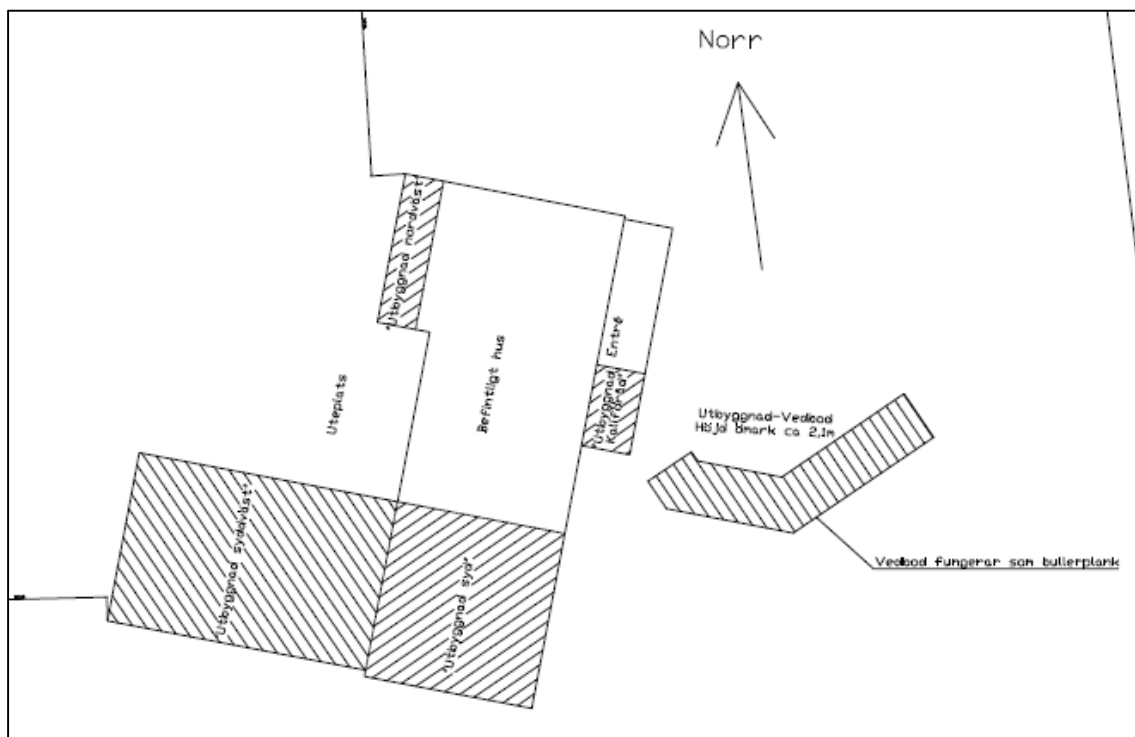 Norr
"Utbyggnad nordväst"
Entré
Befintligt hus
Uteplats
"Utbyggnad
Kallförråd"
Utbyggnad-Vedbod
Höjd ömark ca 2,1m
"Utbyggnad sydväst"
"Utbyggnad syd"
Vedbod fungerar som bullerplank